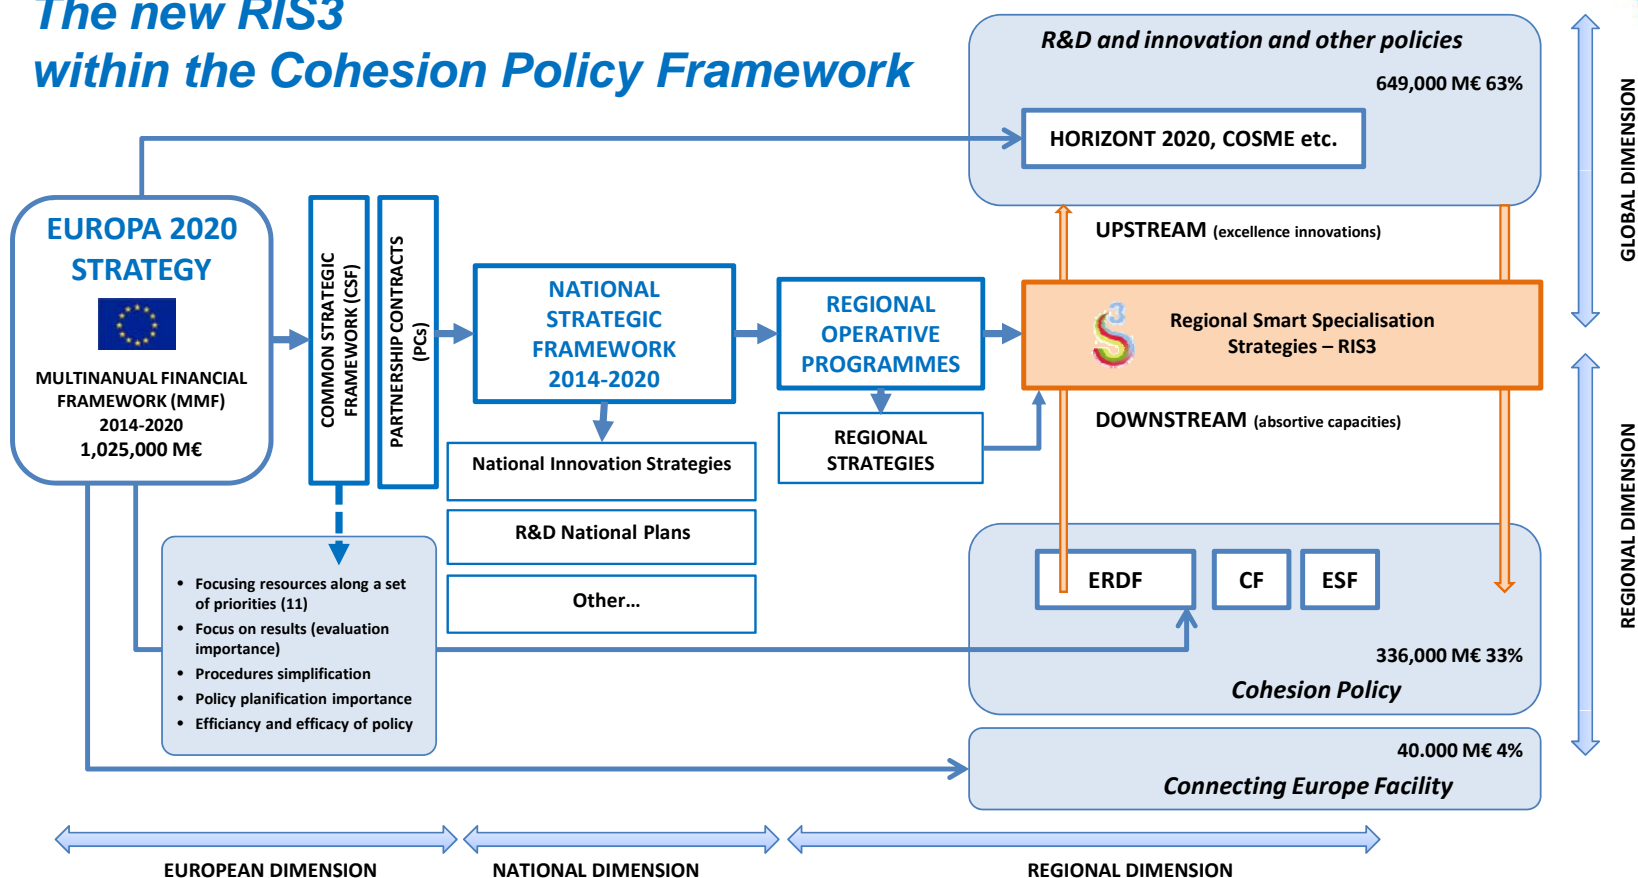 The new RIS3
within the Cohesion Policy Framework
R&D and innovation and other policies
649,000 M€ 63%
HORIZONT 2020, COSME etc.
GLOBAL DIMENSION
EUROPA 2020
STRATEGY
MULTINANUAL FINANCIAL
FRAMEWORK (MMF)
2014-2020
1,025,000 M€
COMMON STRATEGIC
FRAMEWORK (CSF)
PARTNERSHIP CONTRACTS
(PCs)
NATIONAL
STRATEGIC
FRAMEWORK
2014-2020
National Innovation Strategies
R&D National Plans
Other...
REGIONAL
OPERATIVE
PROGRAMMES
REGIONAL
STRATEGIES
UPSTREAM (excellence innovations)
S3
Regional Smart Specialisation
Strategies – RIS3
DOWNSTREAM (absortive capacities)
REGIONAL DIMENSION
• Focusing resources along a set
of priorities (11)
• Focus on results (evaluation
importance)
• Procedures simplification
• Policy planification importance
• Efficiancy and efficacy of policy
ERDF
CF
ESF
336,000 M€ 33%
Cohesion Policy
40.000 M€ 4%
Connecting Europe Facility
EUROPEAN DIMENSION
NATIONAL DIMENSION
REGIONAL DIMENSION